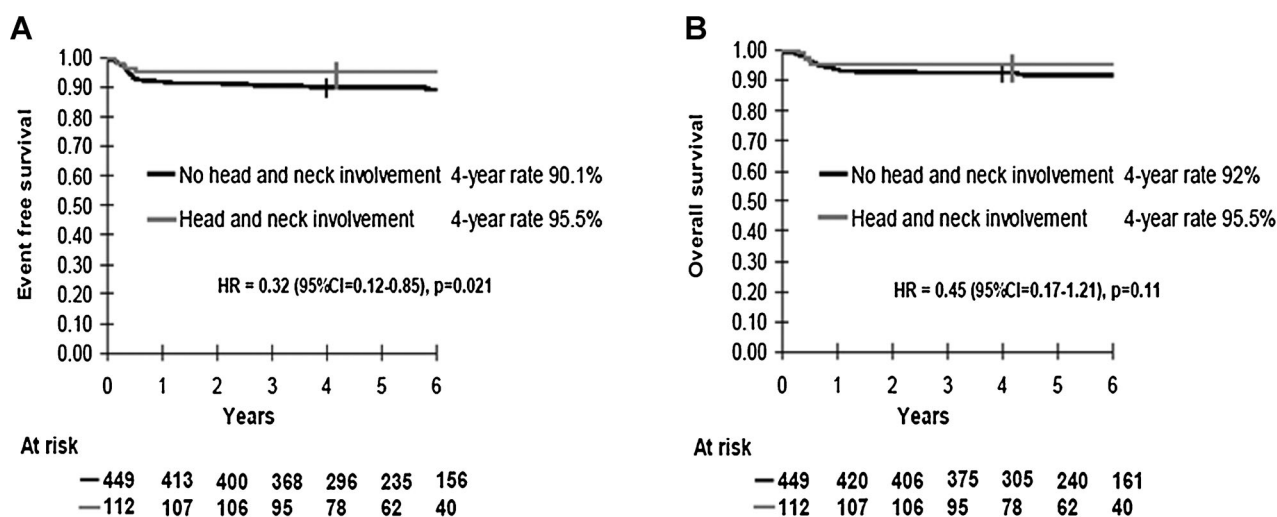 A
Event free survival
1.00
0.90
0.80
0.70
0.60
0.50
0.40
0.30
0.20
0.10
0.00
No head and neck involvement 4-year rate 90.1%
Head and neck involvement 4-year rate 95.5%
HR = 0.32 (95%CI=0.12-0.85), p=0.021
0 1 2 3 4 5 6
Years
At risk
449 413 400 368 296 235 156
112 107 106 95 78 62 40
B
Overall survival
1.00
0.90
0.80
0.70
0.60
0.50
0.40
0.30
0.20
0.10
0.00
No head and neck involvement 4-year rate 92%
Head and neck involvement 4-year rate 95.5%
HR = 0.45 (95%CI=0.17-1.21), p=0.11
0 1 2 3 4 5 6
Years
At risk
449 420 406 375 305 240 161
112 107 106 95 78 62 40